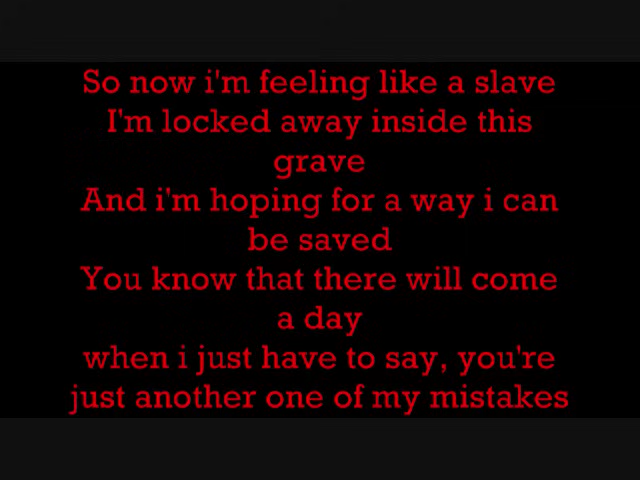 So now i'm feeling like a slave
I'm locked away inside this
grave
And i'm hoping for a way i can
be saved
You know that there will come
a day
when i just have to say, you're
just another one of my mistakes